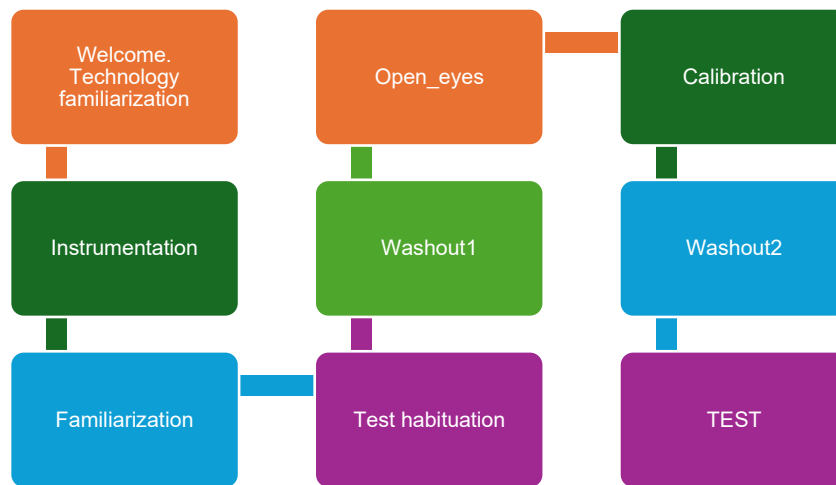 Welcome.
Technology
familiarization
Instrumentation
Familiarization
Test habituation
Washout1
Open_eyes
Calibration
Washout2
TEST